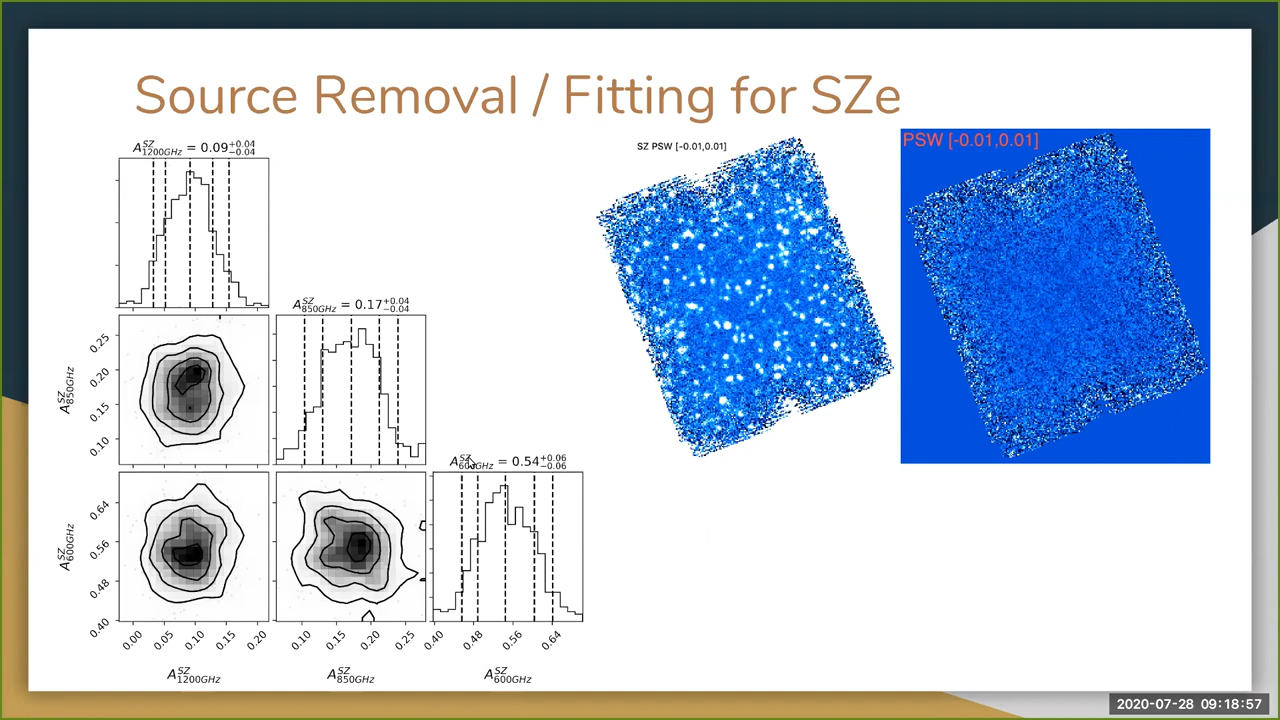 Source Removal / Fitting for SZe
A^{SZ}_{1200GHz} = 0.09^{+0.04}_{-0.04}
SZ PSW [-0.01,0.01]
PSW [-0.01,0.01]
A^{SZ}_{850GHz} = 0.17^{+0.04}_{-0.04}
A^{SZ}_{850GHz}
0.25
0.20
0.15
0.10
A^{SZ}_{600GHz} = 0.54^{+0.06}_{-0.06}
A^{SZ}_{600GHz}
0.64
0.56
0.48
0.40
0.00 0.05 0.10 0.15 0.20
0.10 0.15 0.20 0.25
0.40 0.48 0.56 0.64
A^{SZ}_{1200GHz}
A^{SZ}_{850GHz}
A^{SZ}_{600GHz}
2020-07-28 09:18:57